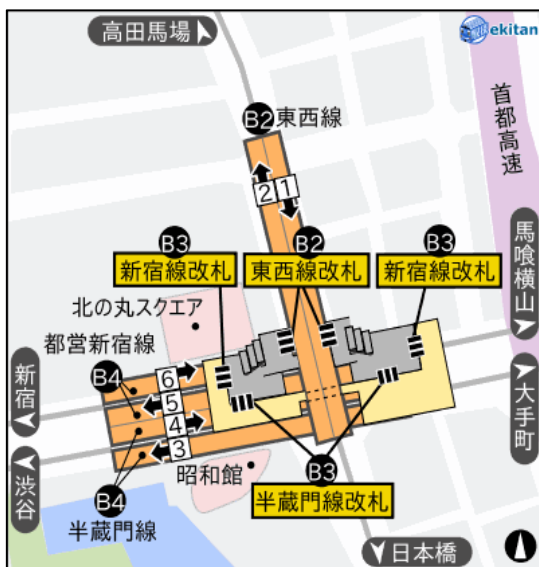 高田馬場
ekitan
B2
東西線
首都高速
2
1
B3
新宿線改札
B2
東西線改札
B3
新宿線改札
馬喰横山
北の丸スクエア
都営新宿線
B4
6
5
4
3
新宿
渋谷
大手町
B4
昭和館
B3
半蔵門線改札
半蔵門線
日本橋